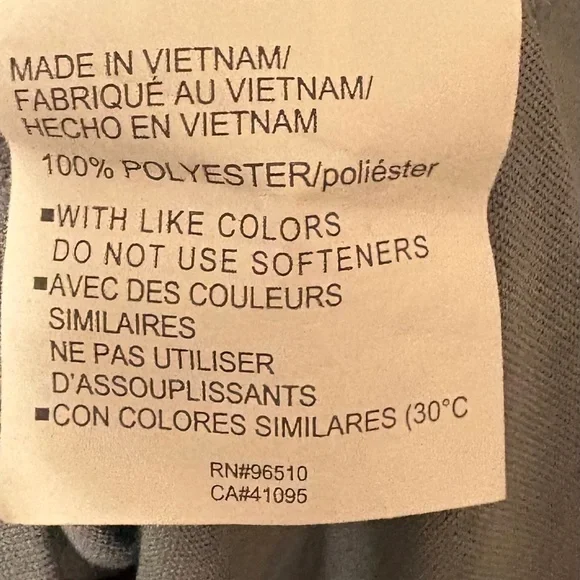 MADE IN VIETNAM/
FABRIQUÉ AU VIETNAM/
HECHO EN VIETNAM
100% POLYESTER/poliéster
▪WITH LIKE COLORS
DO NOT USE SOFTENERS
▪AVEC DES COULEURS
SIMILAIRES
NE PAS UTILISER
D'ASSOUPLISSANTS
▪CON COLORES SIMILARES (30°C
RN#96510
CA#41095